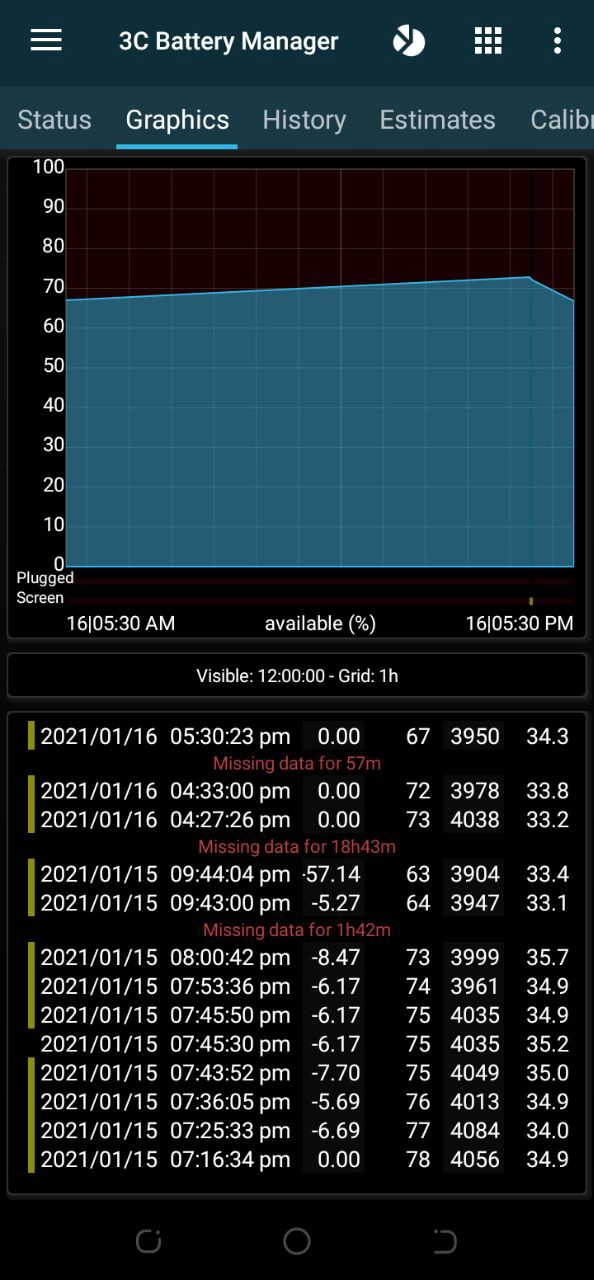 3C Battery Manager
Status Graphics History Estimates Calibr
100
90
80
70
60
50
40
30
20
10
0
Plugged
Screen
16|05:30 AM available (%) 16|05:30 PM
Visible: 12:00:00 - Grid: 1h
2021/01/16 05:30:23 pm 0.00 67 3950 34.3
Missing data for 57m
2021/01/16 04:33:00 pm 0.00 72 3978 33.8
2021/01/16 04:27:26 pm 0.00 73 4038 33.2
Missing data for 18h43m
2021/01/15 09:44:04 pm -57.14 63 3904 33.4
2021/01/15 09:43:00 pm -5.27 64 3947 33.1
Missing data for 1h42m
2021/01/15 08:00:42 pm -8.47 73 3999 35.7
2021/01/15 07:53:36 pm -6.17 74 3961 34.9
2021/01/15 07:45:50 pm -6.17 75 4035 34.9
2021/01/15 07:45:30 pm -6.17 75 4035 35.2
2021/01/15 07:43:52 pm -7.70 75 4049 35.0
2021/01/15 07:36:05 pm -5.69 76 4013 34.9
2021/01/15 07:25:33 pm -6.69 77 4084 34.0
2021/01/15 07:16:34 pm 0.00 78 4056 34.9